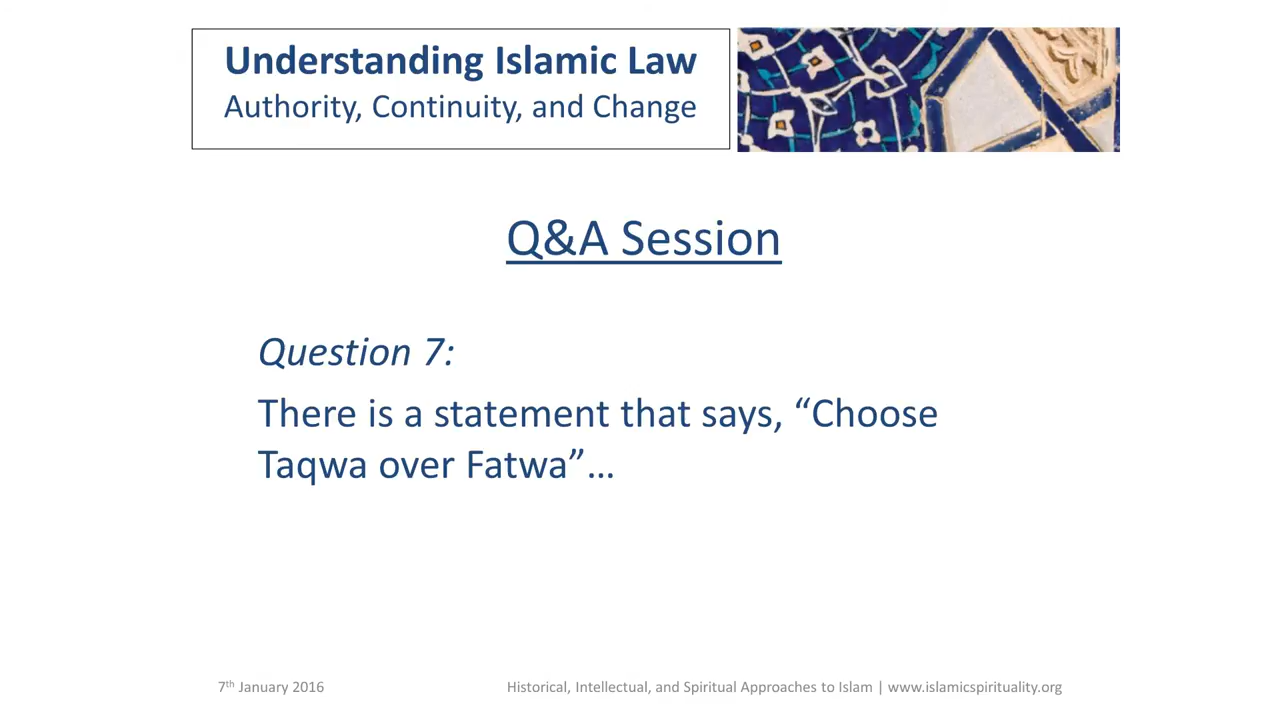 Understanding Islamic Law
Authority, Continuity, and Change
Q&A Session
Question 7:
There is a statement that says, “Choose
Taqwa over Fatwa”…
7th January 2016
Historical, Intellectual, and Spiritual Approaches to Islam | www.islamicspirituality.org